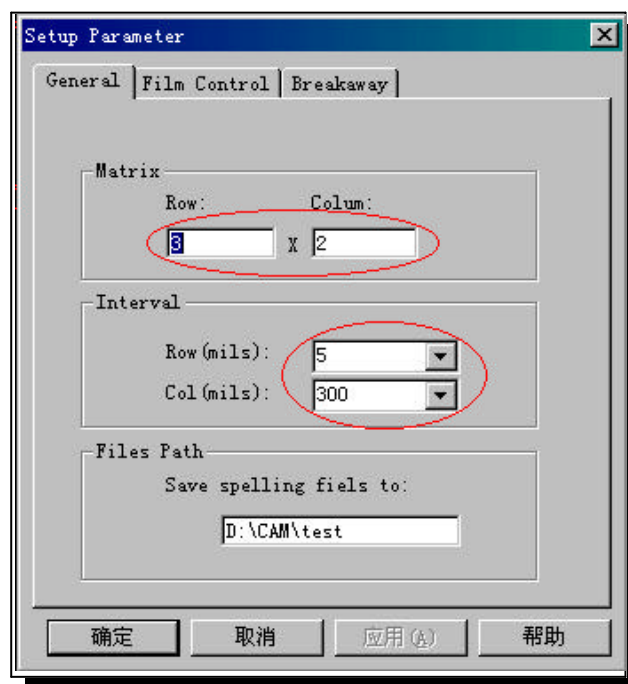 Setup Parameter
General Film Control Breakaway
Matrix
Row: Colum:
3 X 2
Interval
Row(mils): 5
Col(mils): 300
Files Path
Save spelling fiels to:
D:\CAM\test
确定 取消 应用(A) 帮助